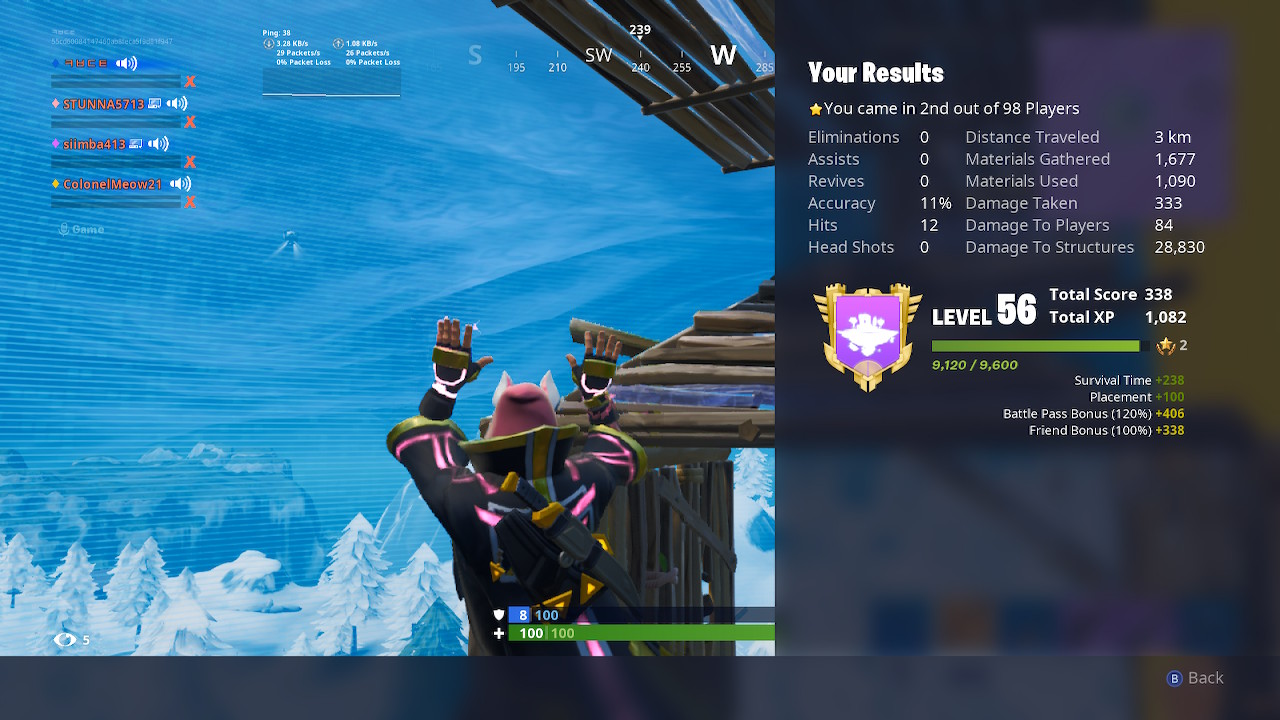 Ping: 38
3.28 KB/s 1.08 KB/s
29 Packets/s 26 Packets/s
0% Packet Loss 0% Packet Loss
STUNNA5713
siimba413
ColonelMeow21
Game
239
S 195 210 SW 240 255 W 285
5
8 100
100 100
Your Results
You came in 2nd out of 98 Players
Eliminations 0 Distance Traveled 3 km
Assists 0 Materials Gathered 1,677
Revives 0 Materials Used 1,090
Accuracy 11% Damage Taken 333
Hits 12 Damage To Players 84
Head Shots 0 Damage To Structures 28,830
LEVEL 56
Total Score 338
Total XP 1,082
2
9,120 / 9,600
Survival Time +238
Placement +100
Battle Pass Bonus (120%) +406
Friend Bonus (100%) +338
B Back